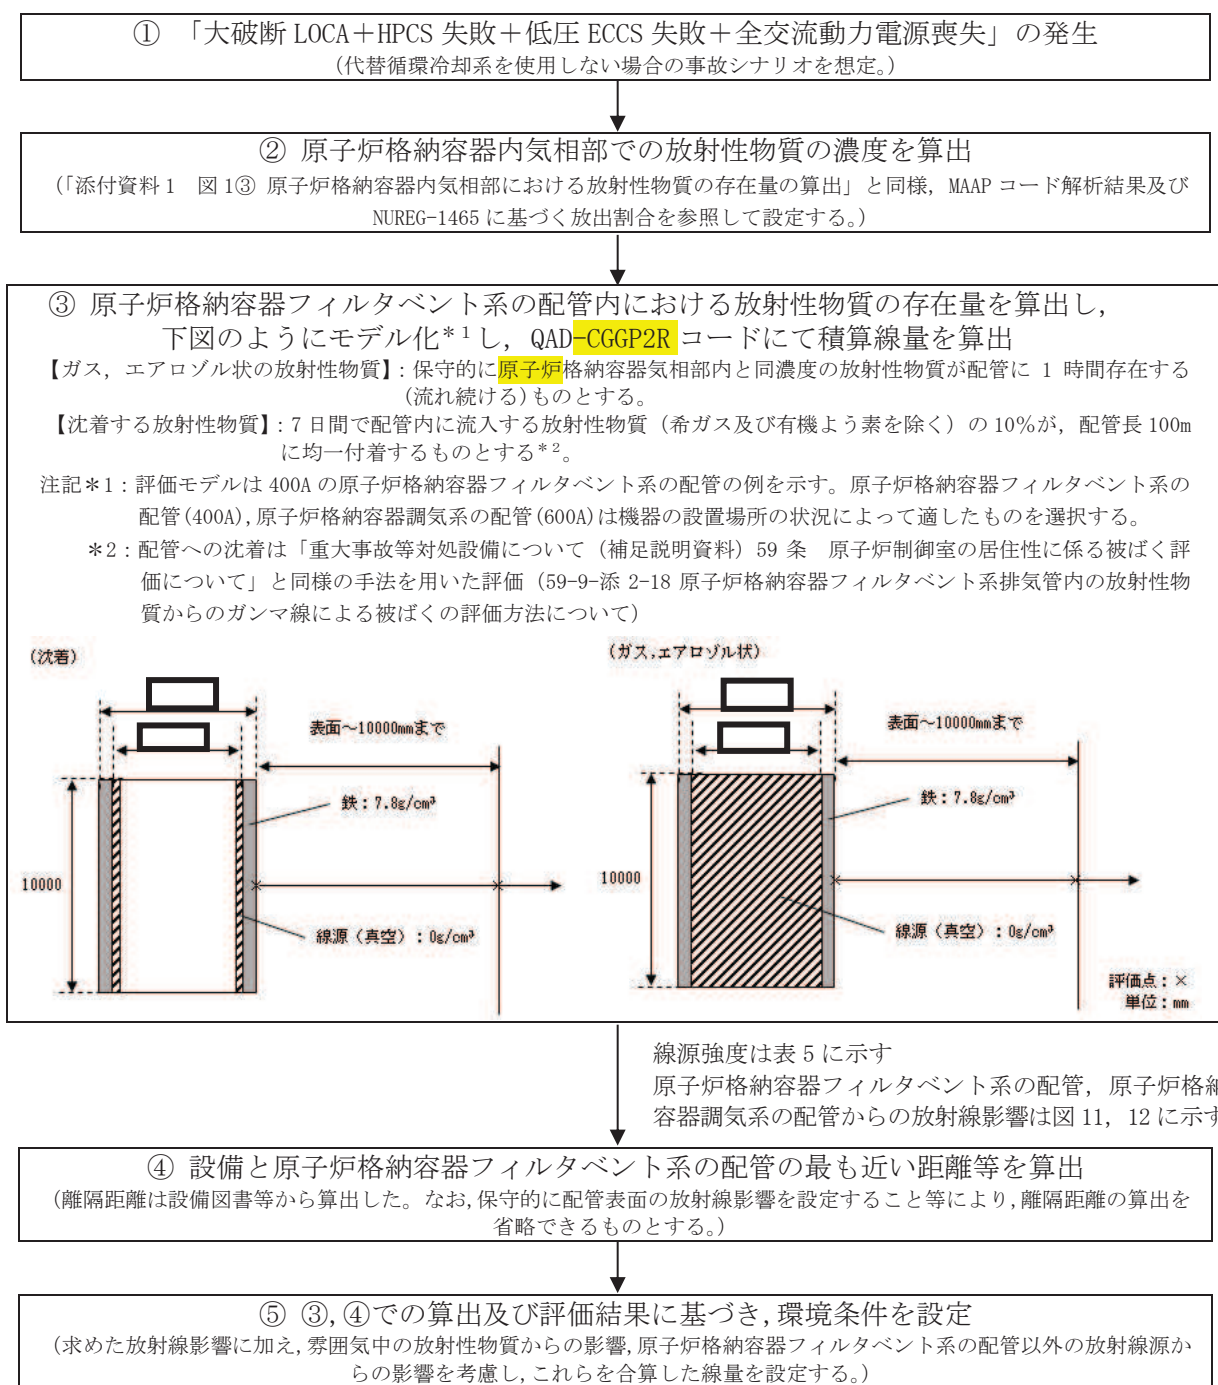 ① 「大破断 LOCA＋HPCS 失敗＋低圧 ECCS 失敗＋全交流動力電源喪失」の発生
(代替循環冷却系を使用しない場合の事故シナリオを想定。)
② 原子炉格納容器内気相部での放射性物質の濃度を算出
(「添付資料 1　図 1③ 原子炉格納容器内気相部における放射性物質の存在量の算出」と同様, MAAP コード解析結果及び
NUREG-1465 に基づく放出割合を参照して設定する。)
③ 原子炉格納容器フィルタベント系の配管内における放射性物質の存在量を算出し,
下図のようにモデル化＊¹し, QAD-CGGP2R コードにて積算線量を算出
【ガス, エアロゾル状の放射性物質】：保守的に原子炉格納容器気相部内と同濃度の放射性物質が配管に 1 時間存在する
(流れ続ける)ものとする。
【沈着する放射性物質】：7 日間で配管内に流入する放射性物質（希ガス及び有機よう素を除く）の 10％が, 配管長 100m
に均一付着するものとする＊²。
注記＊1：評価モデルは 400A の原子炉格納容器フィルタベント系の配管の例を示す。原子炉格納容器フィルタベント系の
配管(400A),原子炉格納容器調気系の配管(600A)は機器の設置場所の状況によって適したものを選択する。
＊2：配管への沈着は「重大事故等対処設備について（補足説明資料）59 条　原子炉制御室の居住性に係る被ばく評
価について」と同様の手法を用いた評価（59-9-添 2-18 原子炉格納容器フィルタベント系排気管内の放射性物
質からのガンマ線による被ばくの評価方法について）
(沈着)
表面～10000mmまで
鉄：7.8g/cm³
10000
線源（真空）：0g/cm³
(ガス,エアロゾル状)
表面～10000mmまで
鉄：7.8g/cm³
10000
線源（真空）：0g/cm³
評価点：×
単位：mm
線源強度は表 5 に示す
原子炉格納容器フィルタベント系の配管, 原子炉格納
容器調気系の配管からの放射線影響は図 11, 12 に示す
④ 設備と原子炉格納容器フィルタベント系の配管の最も近い距離等を算出
(離隔距離は設備図書等から算出した。なお,保守的に配管表面の放射線影響を設定すること等により,離隔距離の算出を
省略できるものとする。)
⑤ ③,④での算出及び評価結果に基づき,環境条件を設定
(求めた放射線影響に加え,雰囲気中の放射性物質からの影響,原子炉格納容器フィルタベント系の配管以外の放射線源か
らの影響を考慮し,これらを合算した線量を設定する。)